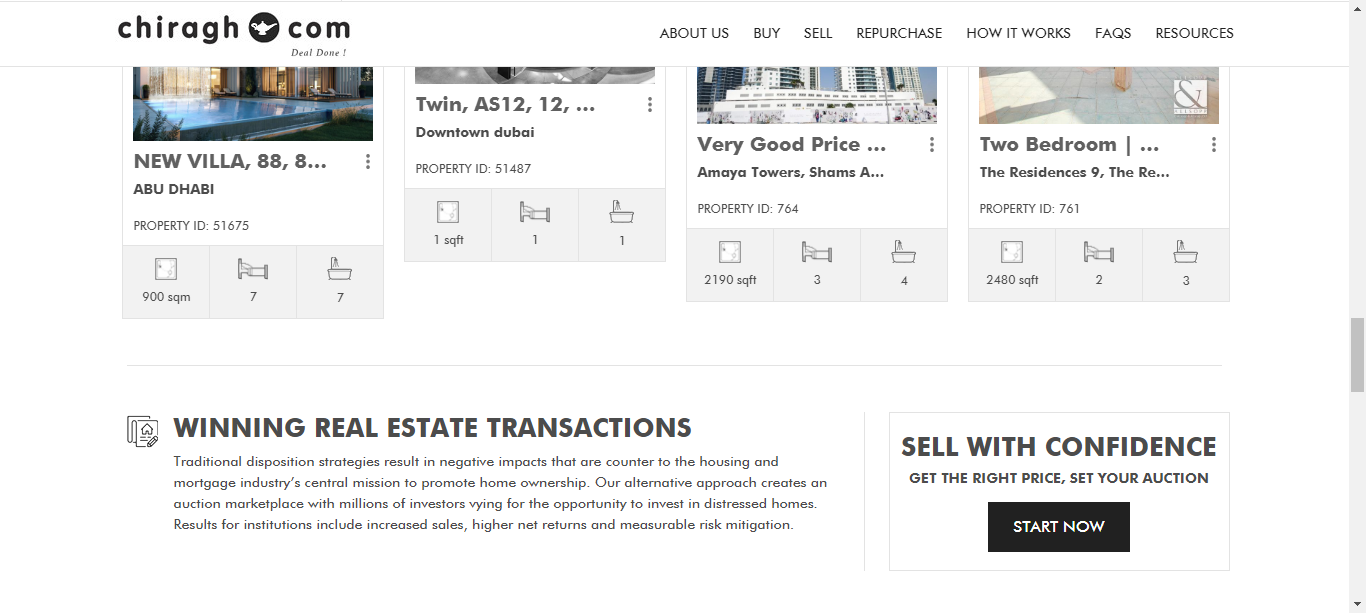 chiragh com
Deal Done !
ABOUT US
BUY
SELL
REPURCHASE
HOW IT WORKS
FAQS
RESOURCES
NEW VILLA, 88, 8...
ABU DHABI
PROPERTY ID: 51675
900 sqm
7
7
Twin, AS12, 12, ...
Downtown dubai
PROPERTY ID: 51487
1 sqft
1
1
Very Good Price ...
Amaya Towers, Shams A...
PROPERTY ID: 764
2190 sqft
3
4
&
Two Bedroom | ...
The Residences 9, The Re...
PROPERTY ID: 761
2480 sqft
2
3
WINNING REAL ESTATE TRANSACTIONS
Traditional disposition strategies result in negative impacts that are counter to the housing and
mortgage industry’s central mission to promote home ownership. Our alternative approach creates an
auction marketplace with millions of investors vying for the opportunity to invest in distressed homes.
Results for institutions include increased sales, higher net returns and measurable risk mitigation.
SELL WITH CONFIDENCE
GET THE RIGHT PRICE, SET YOUR AUCTION
START NOW